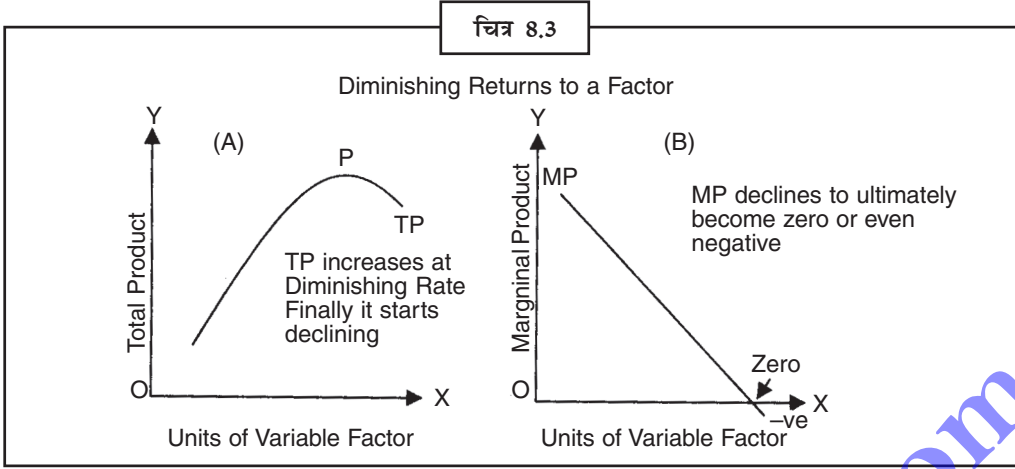 चित्र 8.3
Diminishing Returns to a Factor
Y
(A)
P
TP
TP increases at
Diminishing Rate
Finally it starts
declining
Total Product
O
X
Units of Variable Factor
Y
(B)
MP
MP declines to ultimately
become zero or even
negative
Margninal Product
Zero
O
X
–ve
Units of Variable Factor
om